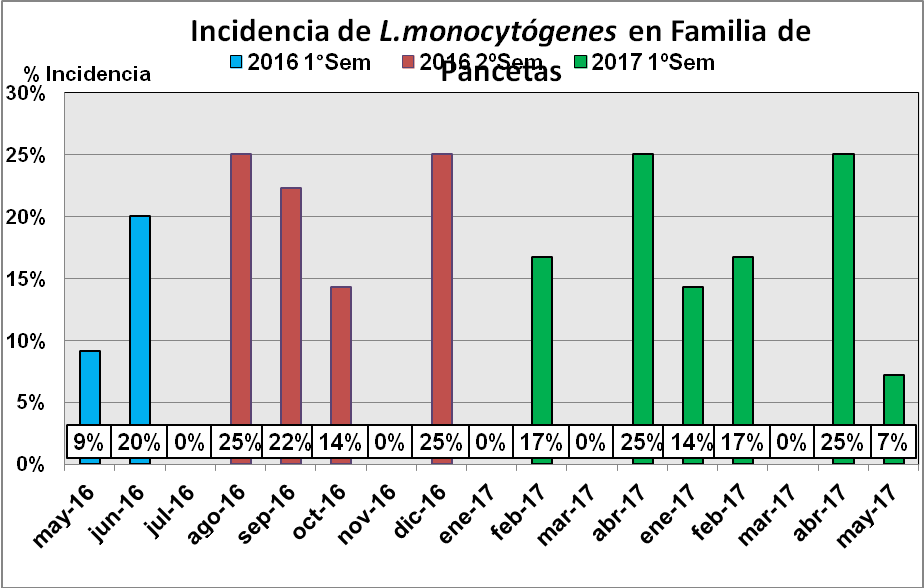 Incidencia de L.monocytógenes en Familia de
Pancetas
2016 1°Sem 2016 2ºSem 2017 1ºSem
% Incidencia
30%
25%
20%
15%
10%
5%
0%
9% 20% 0% 25% 22% 14% 0% 25% 0% 17% 0% 25% 14% 17% 0% 25% 7%
may-16 jun-16 jul-16 ago-16 sep-16 oct-16 nov-16 dic-16 ene-17 feb-17 mar-17 abr-17 ene-17 feb-17 mar-17 abr-17 may-17